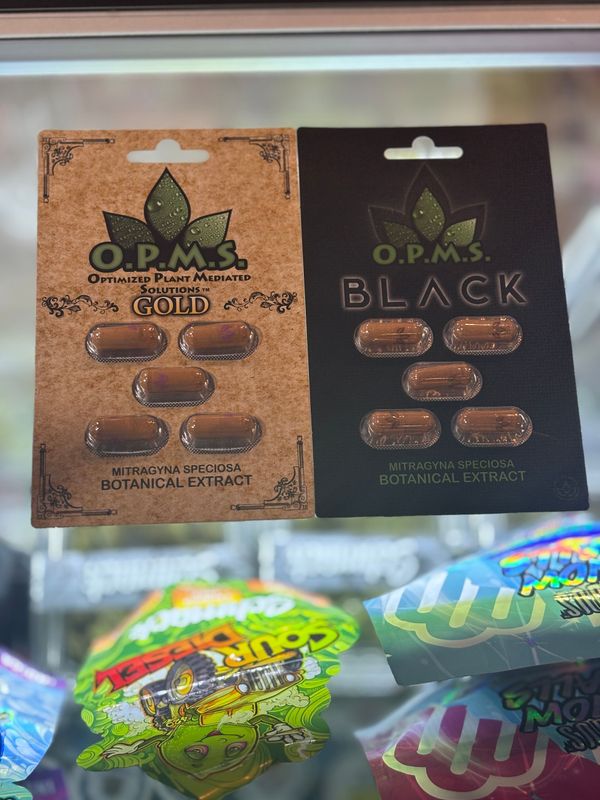 O.P.M.S.
OPTIMIZED PLANT MEDIATED
SOLUTIONS™
GOLD
MITRAGYNA SPECIOSA
BOTANICAL EXTRACT
O.P.M.S.
BLACK
MITRAGYNA SPECIOSA
BOTANICAL EXTRACT
SOUR
DIESEL